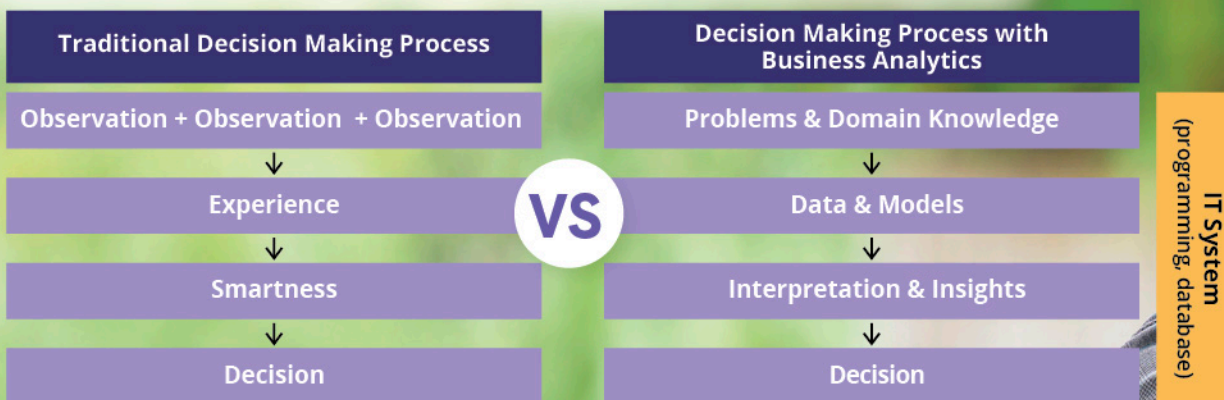 Traditional Decision Making Process
Observation + Observation + Observation
Experience
Smartness
Decision
VS
Decision Making Process with
Business Analytics
Problems & Domain Knowledge
Data & Models
Interpretation & Insights
Decision
IT System
(programming, database)